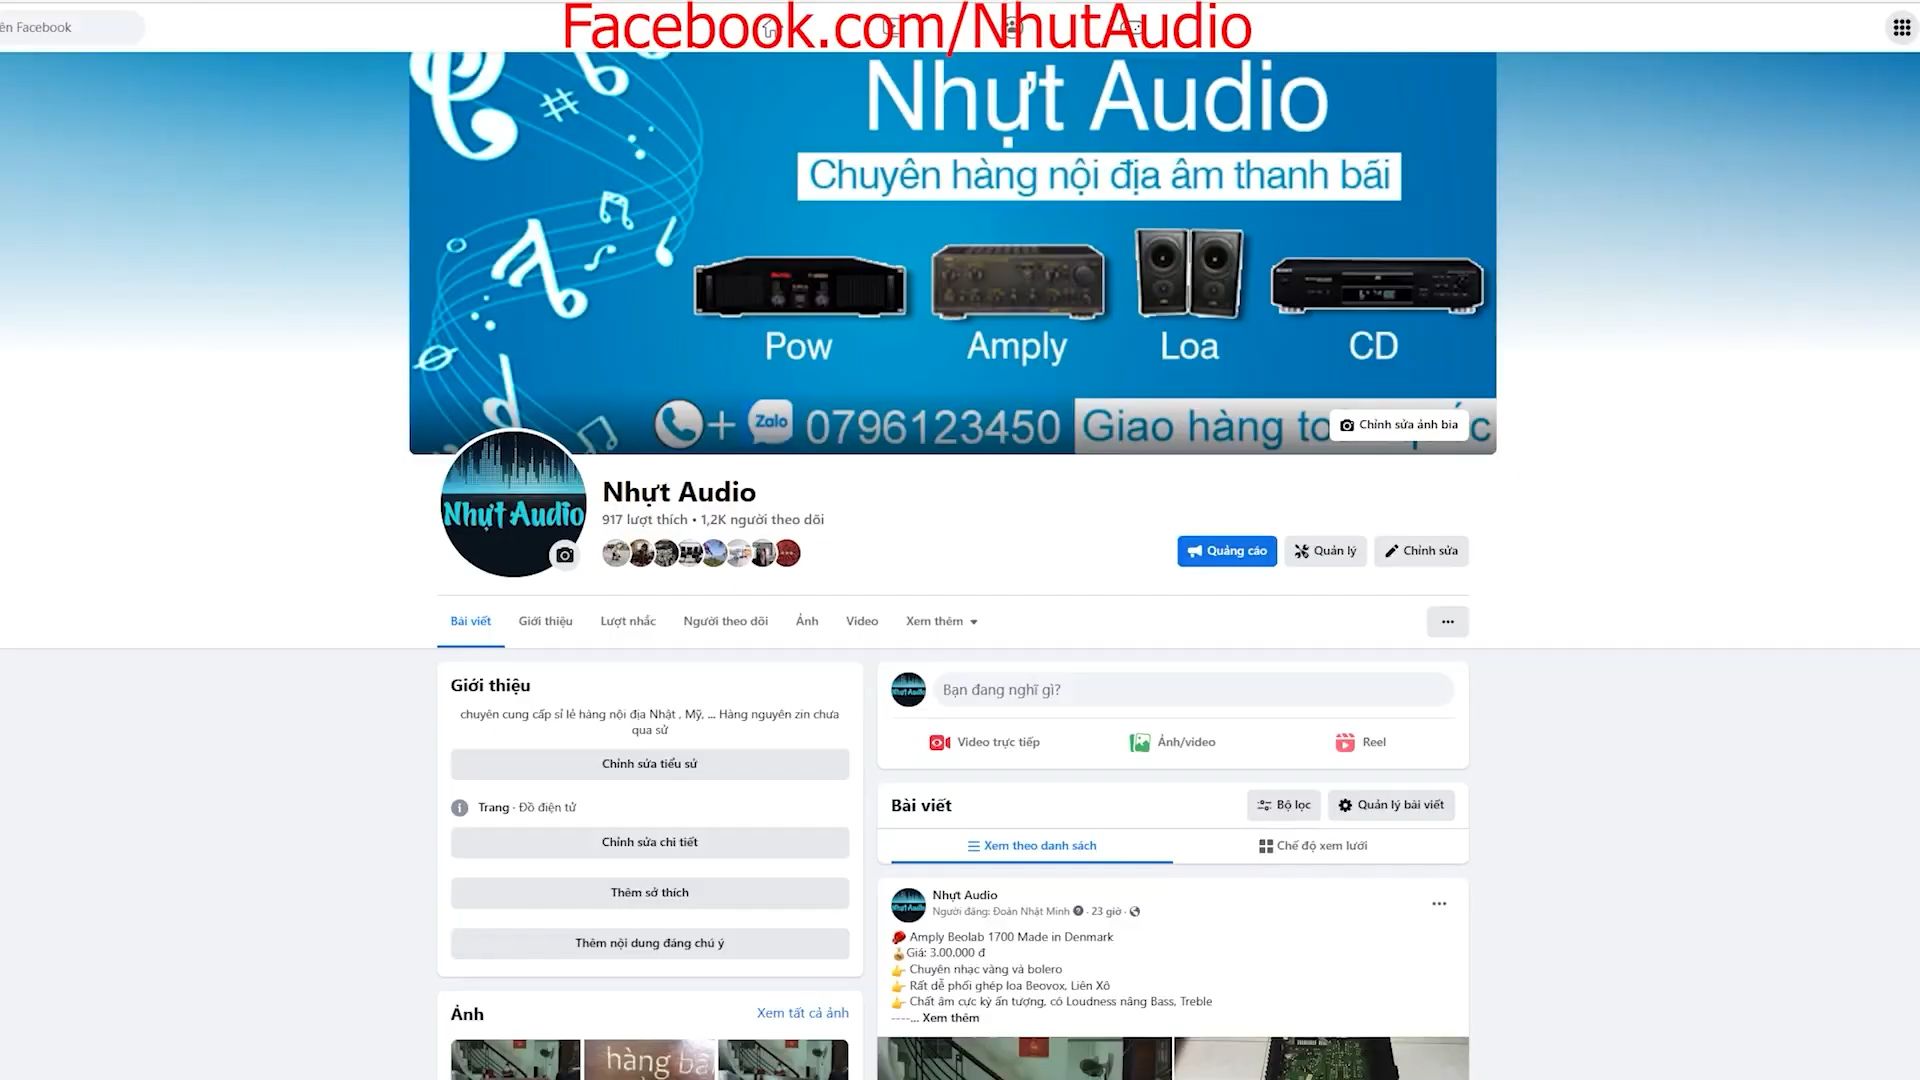 Facebook.com/NhutAudio
ên Facebook
Nhựt Audio
Chuyên hàng nội địa âm thanh bãi
Pow
Amply
Loa
CD
Zalo
0796123450
Giao hàng to
Chỉnh sửa ảnh bìa
Nhựt Audio
Nhựt Audio
917 lượt thích • 1,2K người theo dõi
Quảng cáo
Quản lý
Chỉnh sửa
Bài viết
Giới thiệu
Lượt nhắc
Người theo dõi
Ảnh
Video
Xem thêm
Giới thiệu
chuyên cung cấp sỉ lẻ hàng nội địa Nhật , Mỹ, ... Hàng nguyên zin chưa
qua sử
Chỉnh sửa tiểu sử
Trang · Đồ điện tử
Chỉnh sửa chi tiết
Thêm sở thích
Thêm nội dung đáng chú ý
Ảnh
Xem tất cả ảnh
hàng bã
Bạn đang nghĩ gì?
Video trực tiếp
Ảnh/video
Reel
Bài viết
Bộ lọc
Quản lý bài viết
Xem theo danh sách
Chế độ xem lưới
Nhựt Audio
Người đăng: Đoàn Nhật Minh · 23 giờ ·
Amply Beolab 1700 Made in Denmark
Giá: 3.00.000 đ
Chuyên nhạc vàng và bolero
Rất dễ phối ghép loa Beovox, Liên Xô
Chất âm cực kỳ ấn tượng, có Loudness nâng Bass, Treble
----... Xem thêm